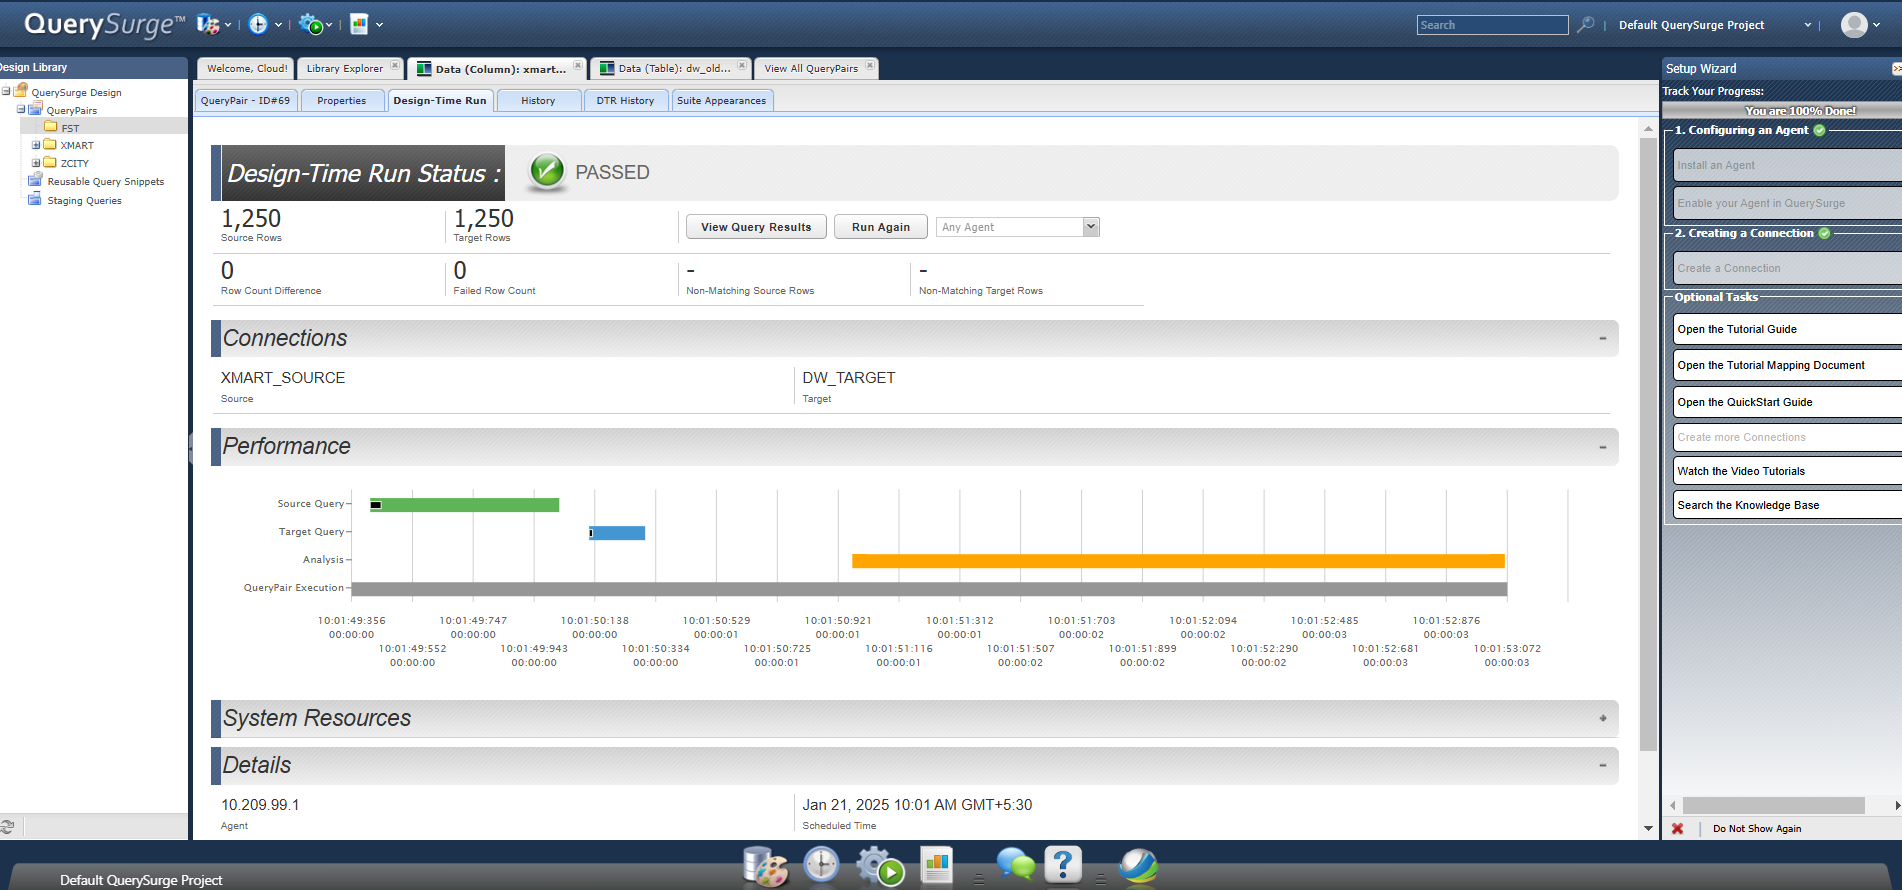 QuerySurge™
Search
Default QuerySurge Project
Design Library
QuerySurge Design
QueryPairs
FST
XMART
ZCITY
Reusable Query Snippets
Staging Queries
Welcome, Cloud!
Library Explorer
Data (Column): xmart...
Data (Table): dw_old...
View All QueryPairs
QueryPair - ID#69
Properties
Design-Time Run
History
DTR History
Suite Appearances
Design-Time Run Status :
PASSED
1,250
Source Rows
1,250
Target Rows
View Query Results
Run Again
Any Agent
0
Row Count Difference
0
Failed Row Count
-
Non-Matching Source Rows
-
Non-Matching Target Rows
Connections
XMART_SOURCE
Source
DW_TARGET
Target
Performance
Source Query
Target Query
Analysis
QueryPair Execution
10:01:49:356 10:01:49:747 10:01:50:138 10:01:50:529 10:01:50:921 10:01:51:312 10:01:51:703 10:01:52:094 10:01:52:485 10:01:52:876
00:00:00 00:00:00 00:00:00 00:00:01 00:00:01 00:00:01 00:00:02 00:00:02 00:00:03 00:00:03
10:01:49:552 10:01:49:943 10:01:50:334 10:01:50:725 10:01:51:116 10:01:51:507 10:01:51:899 10:01:52:290 10:01:52:681 10:01:53:072
00:00:00 00:00:00 00:00:00 00:00:01 00:00:01 00:00:02 00:00:02 00:00:02 00:00:03 00:00:03
System Resources
Details
10.209.99.1
Agent
Jan 21, 2025 10:01 AM GMT+5:30
Scheduled Time
Setup Wizard
Track Your Progress:
You are 100% Done!
1. Configuring an Agent
Install an Agent
Enable your Agent in QuerySurge
2. Creating a Connection
Create a Connection
Optional Tasks
Open the Tutorial Guide
Open the Tutorial Mapping Document
Open the QuickStart Guide
Create more Connections
Watch the Video Tutorials
Search the Knowledge Base
Do Not Show Again
Default QuerySurge Project